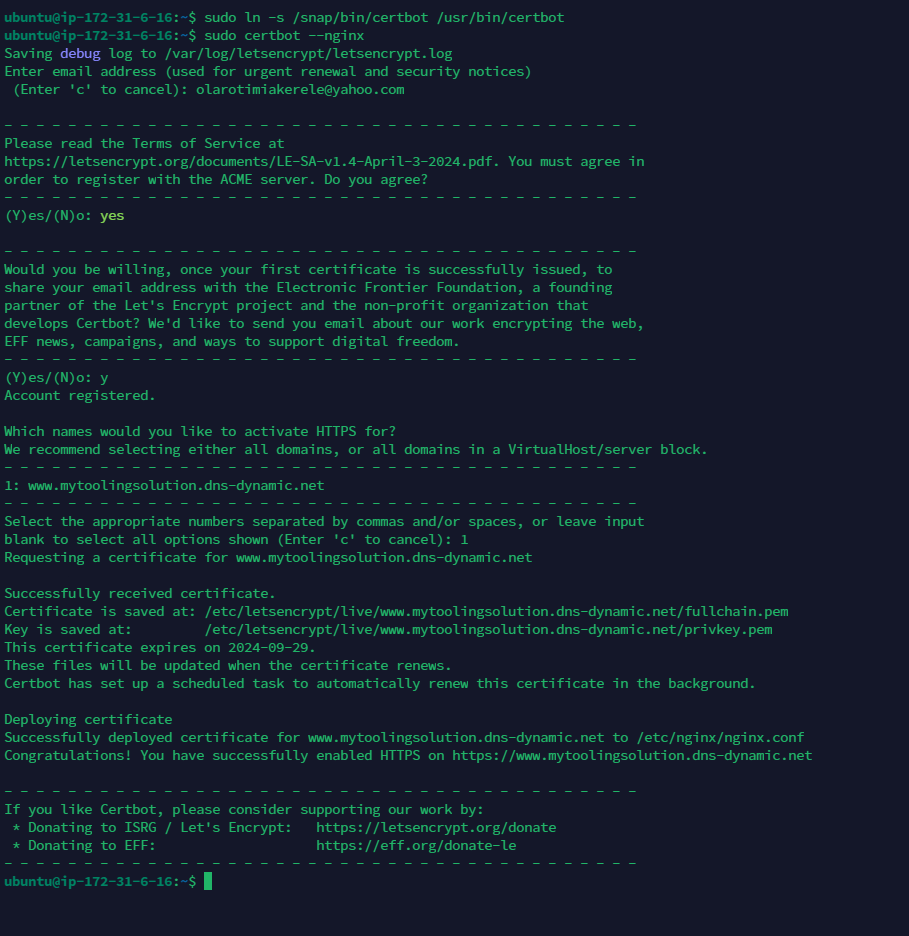 ubuntu@ip-172-31-6-16:~$ sudo ln -s /snap/bin/certbot /usr/bin/certbot
ubuntu@ip-172-31-6-16:~$ sudo certbot --nginx
Saving debug log to /var/log/letsencrypt/letsencrypt.log
Enter email address (used for urgent renewal and security notices)
 (Enter 'c' to cancel): olarotimiakerele@yahoo.com

- - - - - - - - - - - - - - - - - - - - - - - - - - - - - - - - - - - - - - - -
Please read the Terms of Service at
https://letsencrypt.org/documents/LE-SA-v1.4-April-3-2024.pdf. You must agree in
order to register with the ACME server. Do you agree?
- - - - - - - - - - - - - - - - - - - - - - - - - - - - - - - - - - - - - - - -
(Y)es/(N)o: yes

- - - - - - - - - - - - - - - - - - - - - - - - - - - - - - - - - - - - - - - -
Would you be willing, once your first certificate is successfully issued, to
share your email address with the Electronic Frontier Foundation, a founding
partner of the Let's Encrypt project and the non-profit organization that
develops Certbot? We'd like to send you email about our work encrypting the web,
EFF news, campaigns, and ways to support digital freedom.
- - - - - - - - - - - - - - - - - - - - - - - - - - - - - - - - - - - - - - - -
(Y)es/(N)o: y
Account registered.

Which names would you like to activate HTTPS for?
We recommend selecting either all domains, or all domains in a VirtualHost/server block.
- - - - - - - - - - - - - - - - - - - - - - - - - - - - - - - - - - - - - - - -
1: www.mytoolingsolution.dns-dynamic.net
- - - - - - - - - - - - - - - - - - - - - - - - - - - - - - - - - - - - - - - -
Select the appropriate numbers separated by commas and/or spaces, or leave input
blank to select all options shown (Enter 'c' to cancel): 1
Requesting a certificate for www.mytoolingsolution.dns-dynamic.net

Successfully received certificate.
Certificate is saved at: /etc/letsencrypt/live/www.mytoolingsolution.dns-dynamic.net/fullchain.pem
Key is saved at:         /etc/letsencrypt/live/www.mytoolingsolution.dns-dynamic.net/privkey.pem
This certificate expires on 2024-09-29.
These files will be updated when the certificate renews.
Certbot has set up a scheduled task to automatically renew this certificate in the background.

Deploying certificate
Successfully deployed certificate for www.mytoolingsolution.dns-dynamic.net to /etc/nginx/nginx.conf
Congratulations! You have successfully enabled HTTPS on https://www.mytoolingsolution.dns-dynamic.net

- - - - - - - - - - - - - - - - - - - - - - - - - - - - - - - - - - - - - - - -
If you like Certbot, please consider supporting our work by:
 * Donating to ISRG / Let's Encrypt:   https://letsencrypt.org/donate
 * Donating to EFF:                    https://eff.org/donate-le
- - - - - - - - - - - - - - - - - - - - - - - - - - - - - - - - - - - - - - - -
ubuntu@ip-172-31-6-16:~$